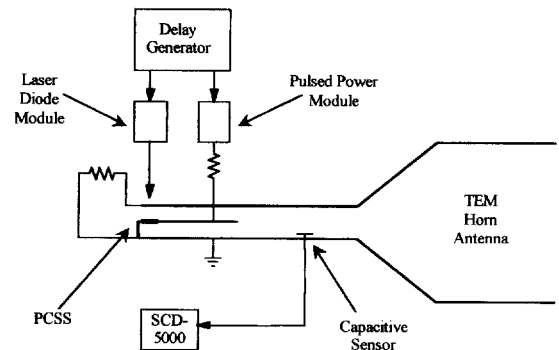 Delay
Generator
Laser
Diode
Module
Pulsed Power
Module
TEM
Horn
Antenna
PCSS
SCD-
5000
Capacitive
Sensor